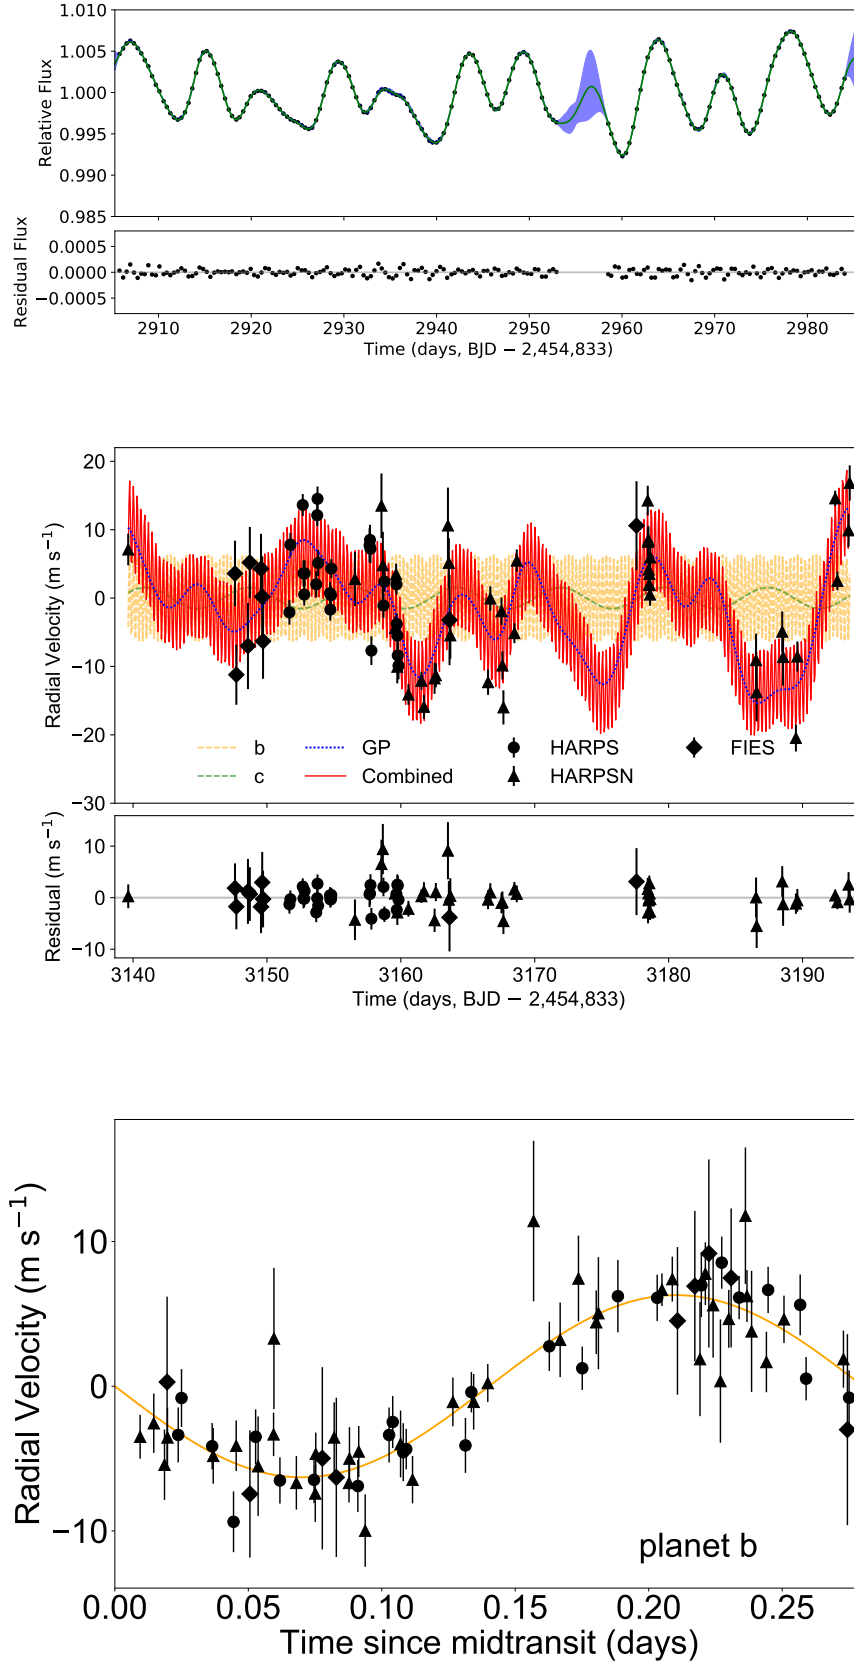 1.010
1.005
1.000
0.995
0.990
0.985
Relative Flux
0.0005
0.0000
−0.0005
Residual Flux
2910 2920 2930 2940 2950 2960 2970 2980
Time (days, BJD − 2,454,833)
20
10
0
−10
−20
−30
Radial Velocity (m s−1)
b GP HARPS FIES
c Combined HARPSN
10
0
−10
Residual (m s−1)
3140 3150 3160 3170 3180 3190
Time (days, BJD − 2,454,833)
10
0
−10
Radial Velocity (m s−1)
planet b
0.00 0.05 0.10 0.15 0.20 0.25
Time since midtransit (days)